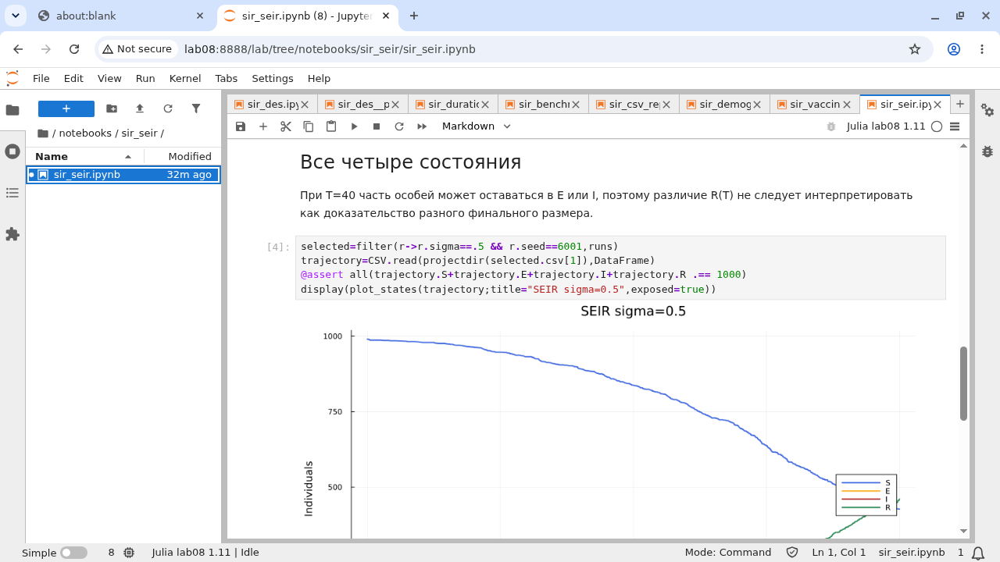 about:blank
sir_seir.ipynb (8) - Jupyter
Not secure
lab08:8888/lab/tree/notebooks/sir_seir/sir_seir.ipynb
File Edit View Run Kernel Tabs Settings Help
sir_des.ipy
sir_des__p
sir_duratic
sir_benchr
sir_csv_re
sir_demog
sir_vaccin
sir_seir.ipy
Markdown
Julia lab08 1.11
/ notebooks / sir_seir /
Name Modified
sir_seir.ipynb 32m ago
Все четыре состояния
При T=40 часть особей может оставаться в E или I, поэтому различие R(T) не следует интерпретировать
как доказательство разного финального размера.
[4]:
selected=filter(r->r.sigma==.5 && r.seed==6001,runs)
trajectory=CSV.read(projectdir(selected.csv[1]),DataFrame)
@assert all(trajectory.S+trajectory.E+trajectory.I+trajectory.R .== 1000)
display(plot_states(trajectory;title="SEIR sigma=0.5",exposed=true))
SEIR sigma=0.5
1000
750
500
Individuals
S
E
I
R
Simple 8 Julia lab08 1.11 | Idle Mode: Command Ln 1, Col 1 sir_seir.ipynb 1